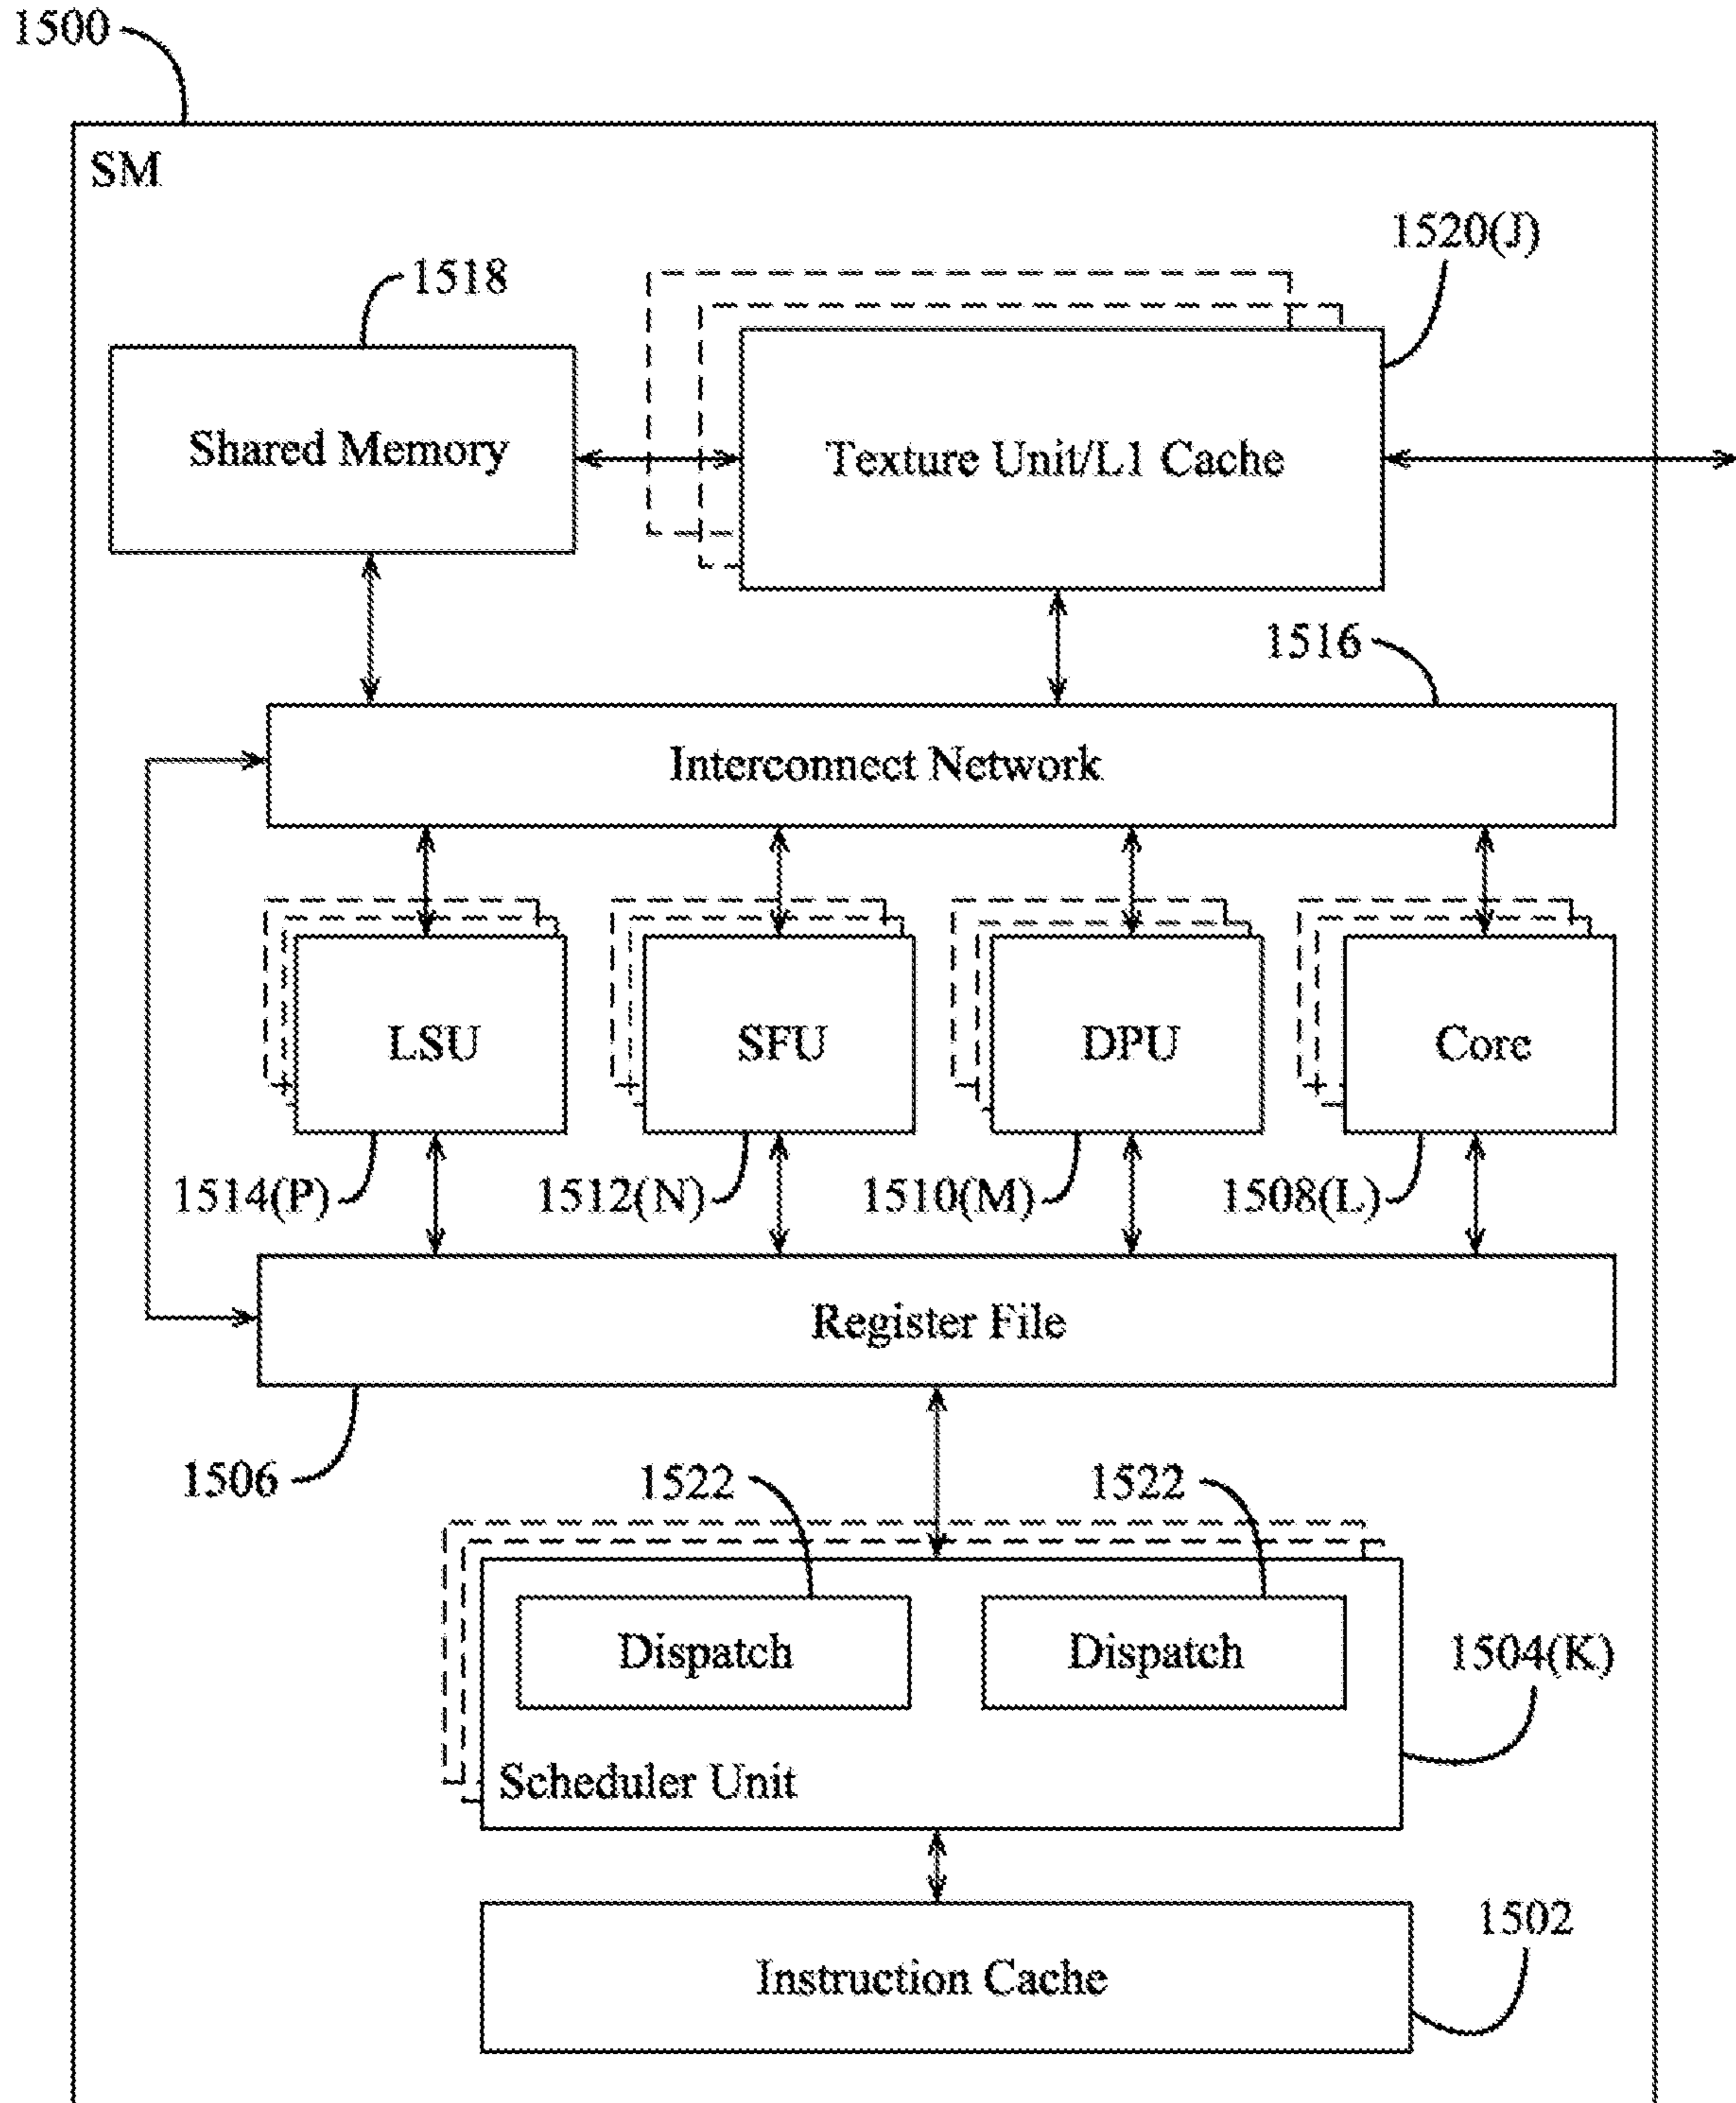 1500
SM
1520(J)
1518
Shared Memory
Texture Unit/L1 Cache
1516
Interconnect Network
LSU
SFU
DPU
Core
1514(P)
1512(N)
1510(M)
1508(L)
Register File
1506
1522
1522
Dispatch
Dispatch
1504(K)
Scheduler Unit
1502
Instruction Cache